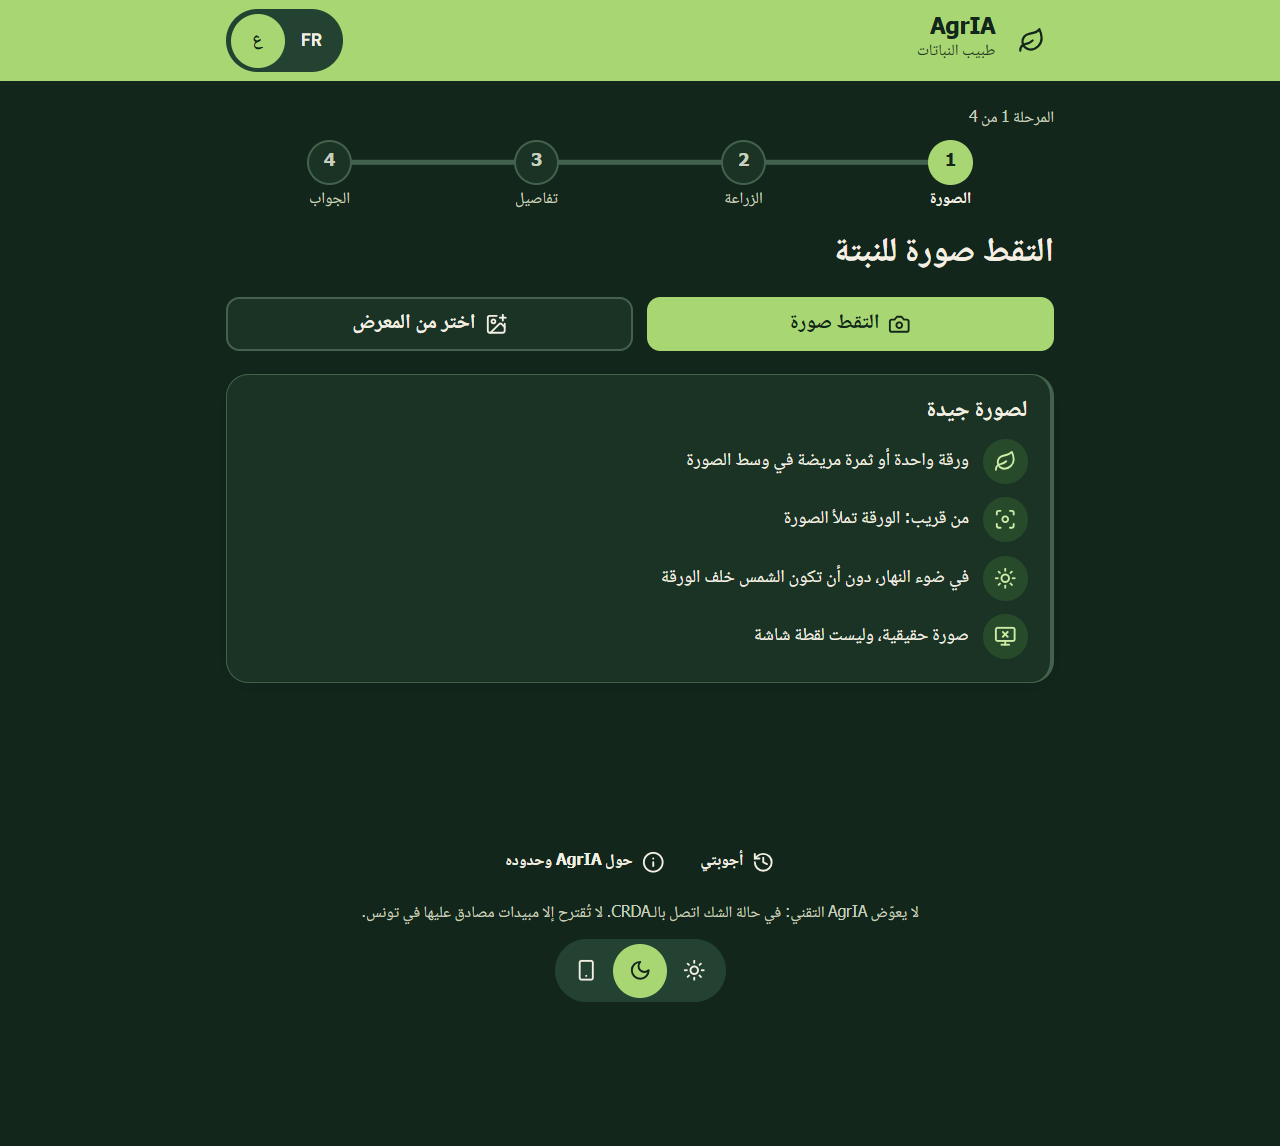 AgrIA
طبيب النباتات
FR
ع
المرحلة 1 من 4
1
2
3
4
الصورة
الزراعة
تفاصيل
الجواب
التقط صورة للنبتة
التقط صورة
اختر من المعرض
لصورة جيدة
ورقة واحدة أو ثمرة مريضة في وسط الصورة
من قريب: الورقة تملأ الصورة
في ضوء النهار، دون أن تكون الشمس خلف الورقة
صورة حقيقية، وليست لقطة شاشة
أجوبتي
حول AgrIA وحدوده
لا يعوّض AgrIA التقني: في حالة الشك اتصل بالـCRDA. لا تُقترح إلا مبيدات مصادق عليها في تونس.